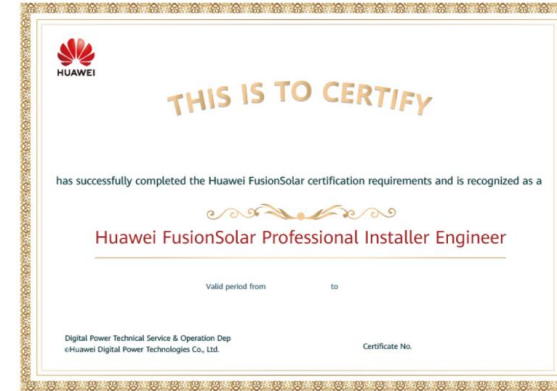 HUAWEI
THIS IS TO CERTIFY
has successfully completed the Huawei FusionSolar certification requirements and is recognized as a
Huawei FusionSolar Professional Installer Engineer
Valid period from to
Digital Power Technical Service & Operation Dep
©Huawei Digital Power Technologies Co., Ltd.
Certificate No.